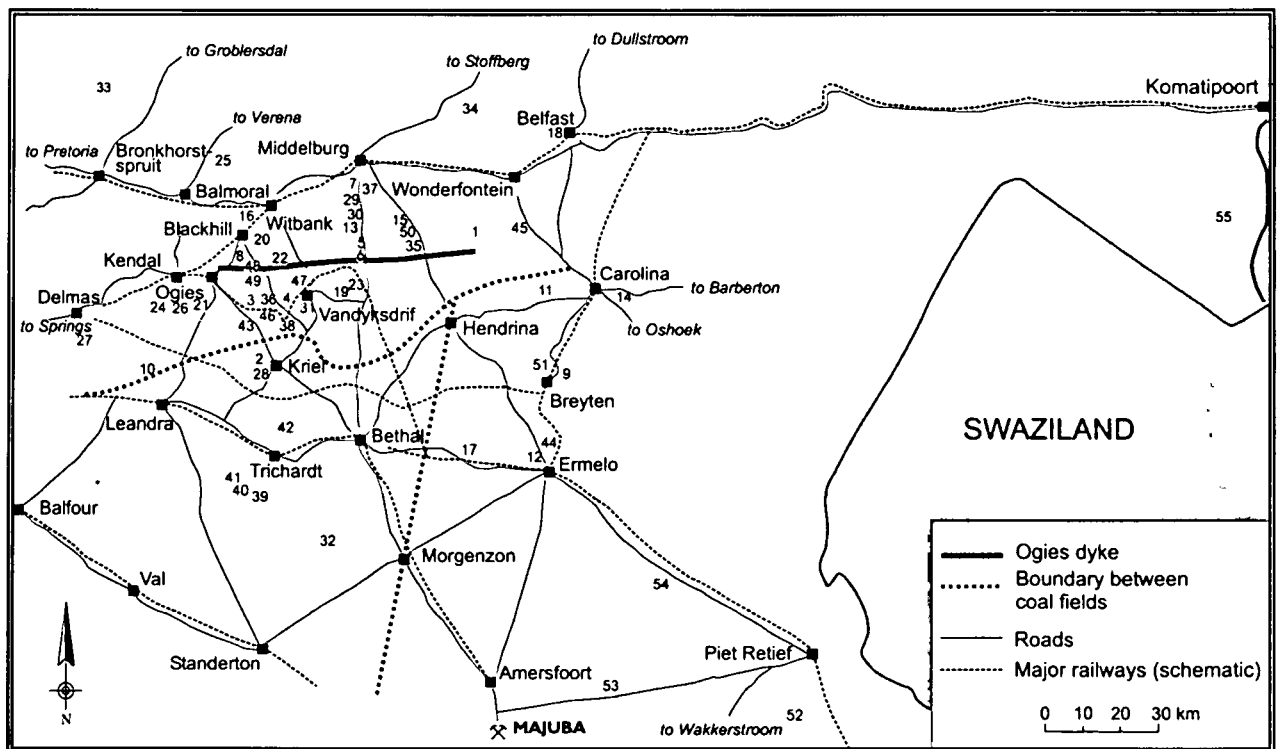 to Groblersdal
to Dullstroom
to Stoffberg
33
34
Komatipoort
to Verena
Belfast
18
to Pretoria
Bronkhorst-
spruit
25
Middelburg
Balmoral
Wonderfontein
7
37
29
30
13
15
50
35
1
45
55
16
Witbank
Blackhill
20
5
6
8
22
48
49
Kendal
Ogies
47
23
Carolina
to Barberton
14
to Oshoek
11
Delmas
24
26
21
3
36
4
19
31
Vandyksdrif
46
38
43
to Springs
27
Hendrina
10
2
28
Kriel
51
9
Breyten
Leandra
42
Bethal
44
12
17
Ermelo
Trichardt
SWAZILAND
41
40
39
Balfour
32
Morgenzon
54
Val
Standerton
Amersfoort
Piet Retief
53
52
to Wakkerstroom
MAJUBA
N
Ogies dyke
Boundary between
coal fields
Roads
Major railways (schematic)
0 10 20 30 km